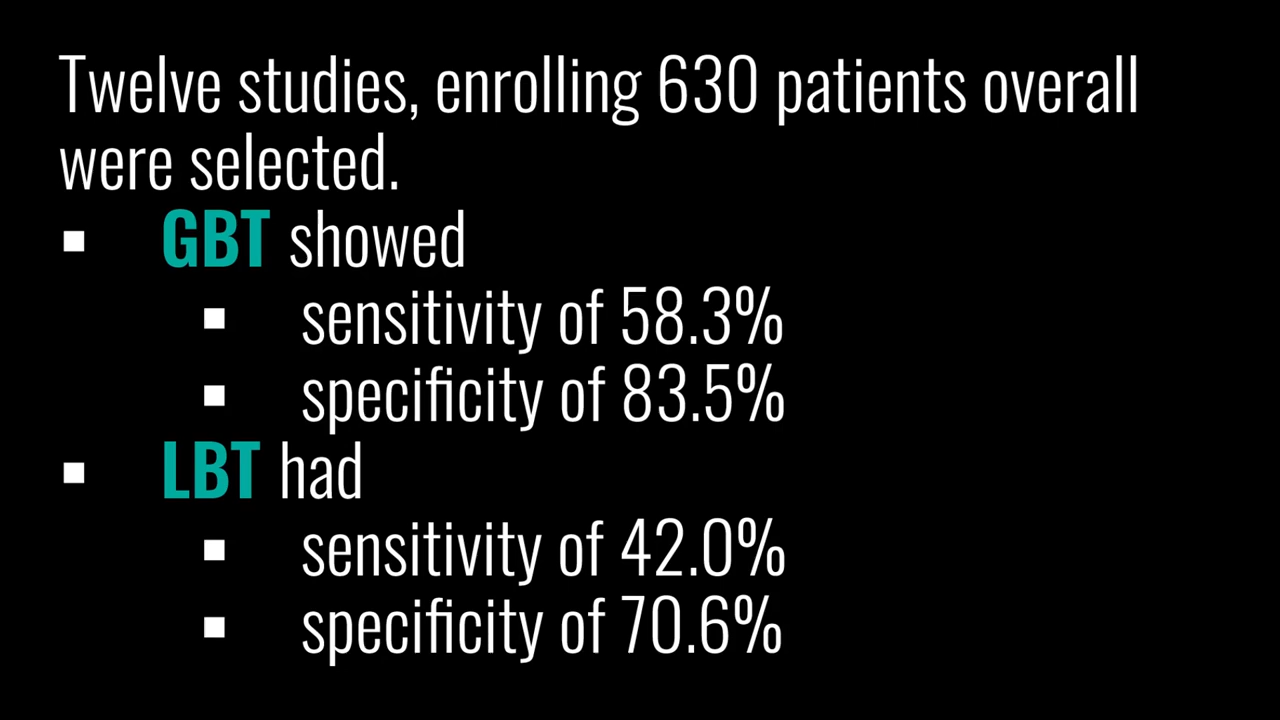 Twelve studies, enrolling 630 patients overall
were selected.
▪ GBT showed
▪ sensitivity of 58.3%
▪ specificity of 83.5%
▪ LBT had
▪ sensitivity of 42.0%
▪ specificity of 70.6%